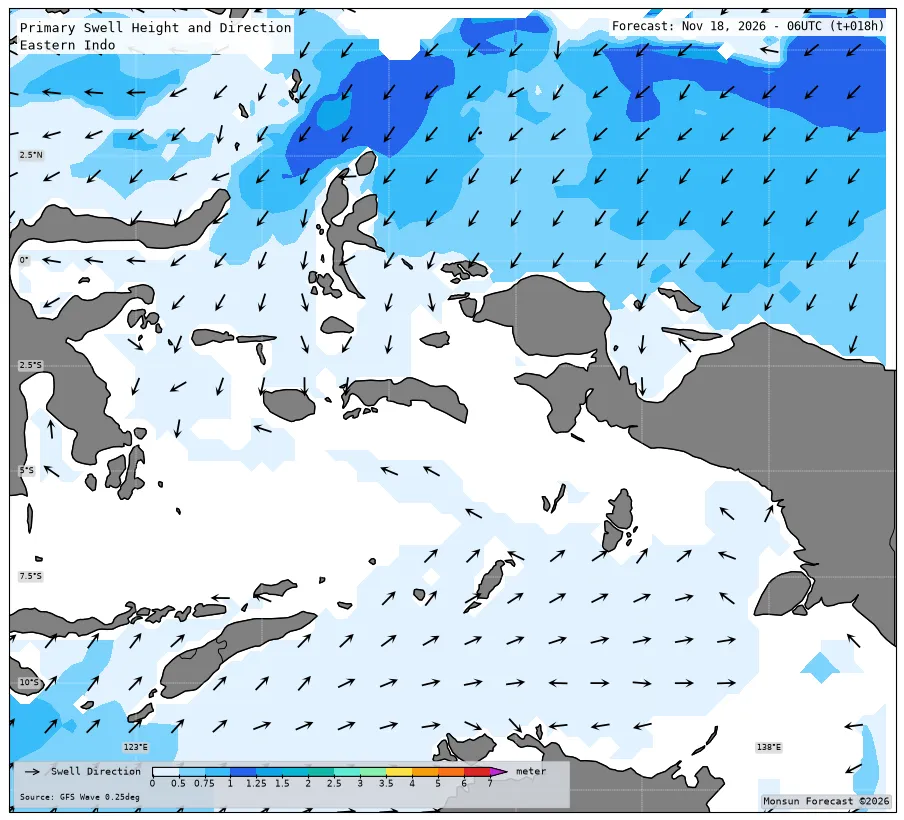 Primary Swell Height and Direction
Eastern Indo
Forecast: Nov 18, 2026 - 06UTC (t+018h)
2.5°N
0°
2.5°S
5°S
7.5°S
10°S
123°E
138°E
Swell Direction
meter
0 0.5 0.75 1 1.25 1.5 2 2.5 3 3.5 4 5 6 7
Source: GFS Wave 0.25deg
Monsun Forecast ©2026